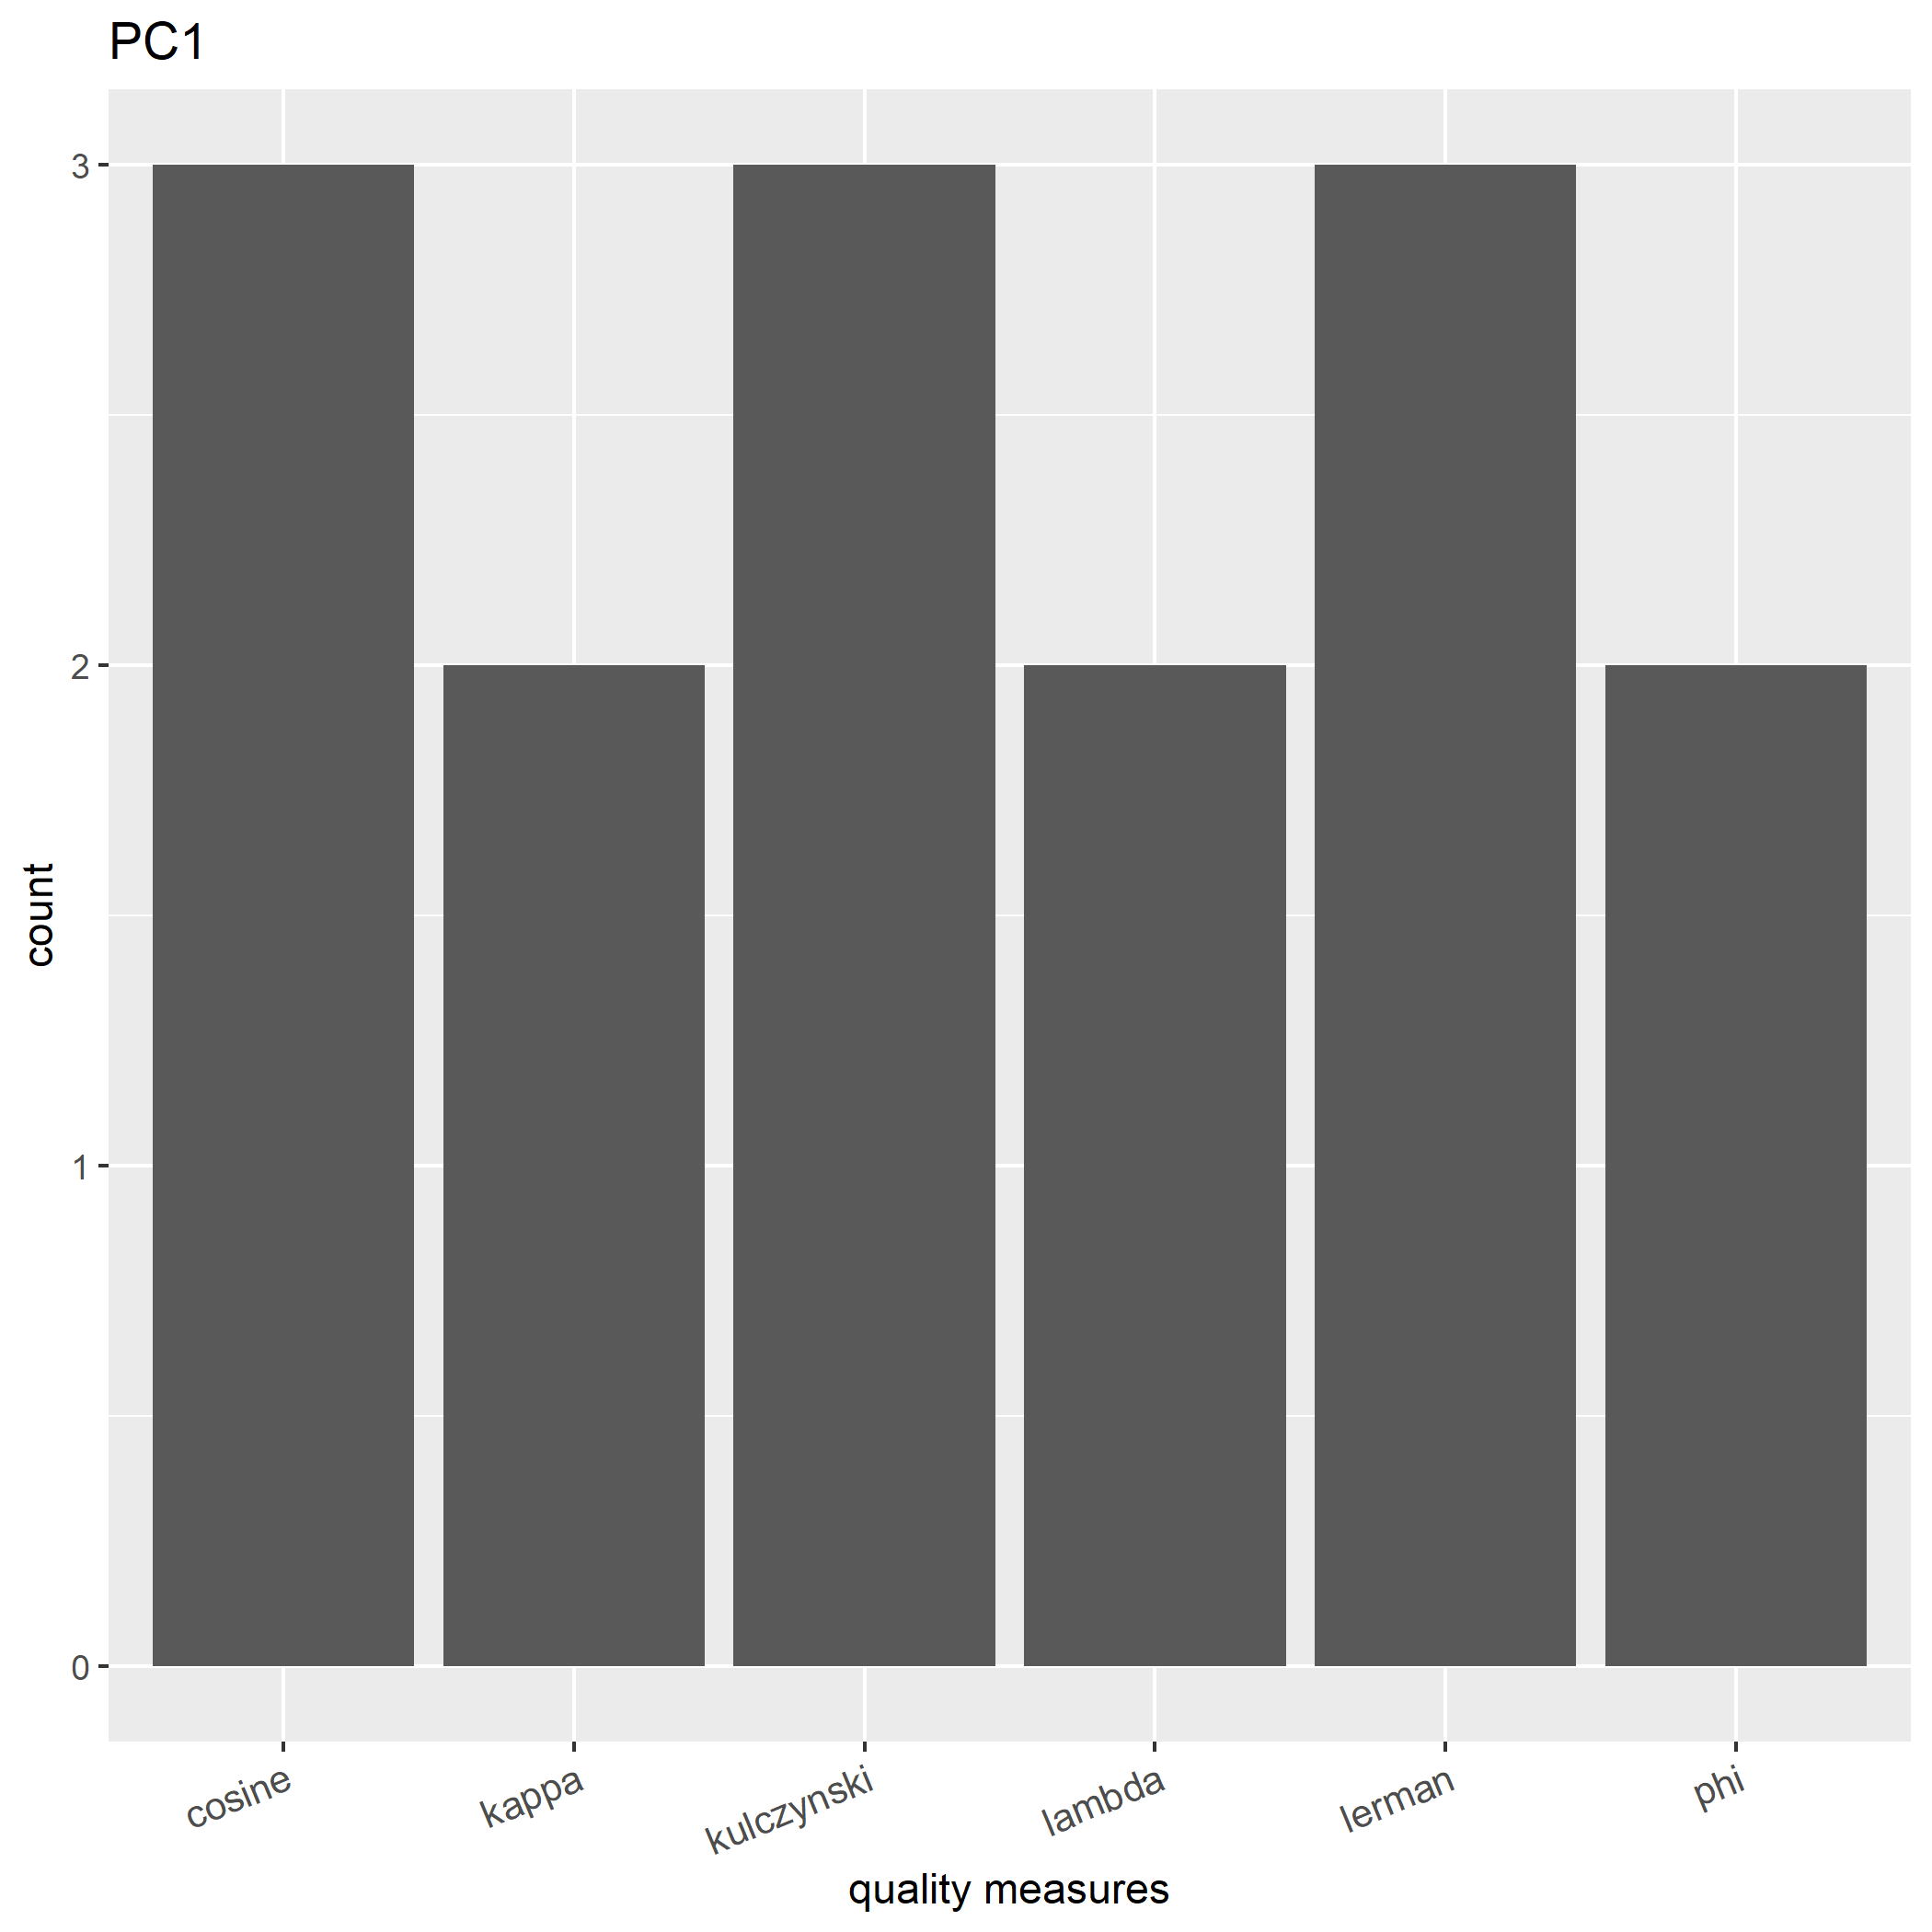 PC1
3
2
1
0
count
cosine
kappa
kulczynski
lambda
lerman
phi
quality measures